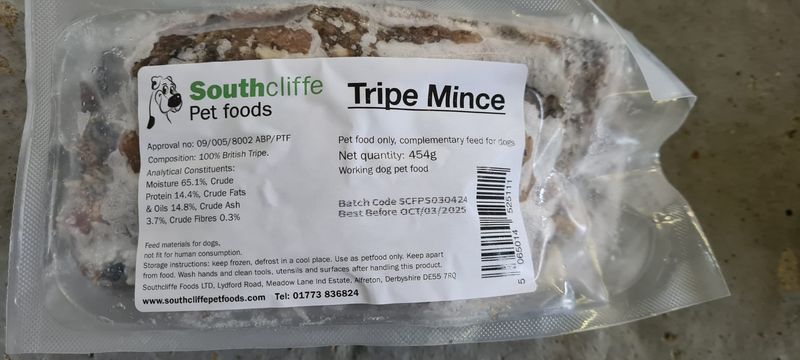 Southcliffe
Pet foods
Tripe Mince
Approval no: 09/005/8002 ABP/PTF
Composition: 100% British Tripe.
Analytical Constituents:
Moisture 65.1%, Crude
Protein 14.4%, Crude Fats
& Oils 14.8%, Crude Ash
3.7%, Crude Fibres 0.3%
Pet food only, complementary feed for dogs
Net quantity: 454g
Working dog pet food
Batch Code SCFPS030424
Best Before OCT/03/2025
Feed materials for dogs,
not fit for human consumption.
Storage instructions: keep frozen, defrost in a cool place. Use as petfood only. Keep apart
from food. Wash hands and clean tools, utensils and surfaces after handling this product.
Southcliffe Foods LTD, Lydford Road, Meadow Lane Ind Estate, Alfreton, Derbyshire DE55 7RQ
www.southcliffepetfoods.com Tel: 01773 836824
5 065014 525111